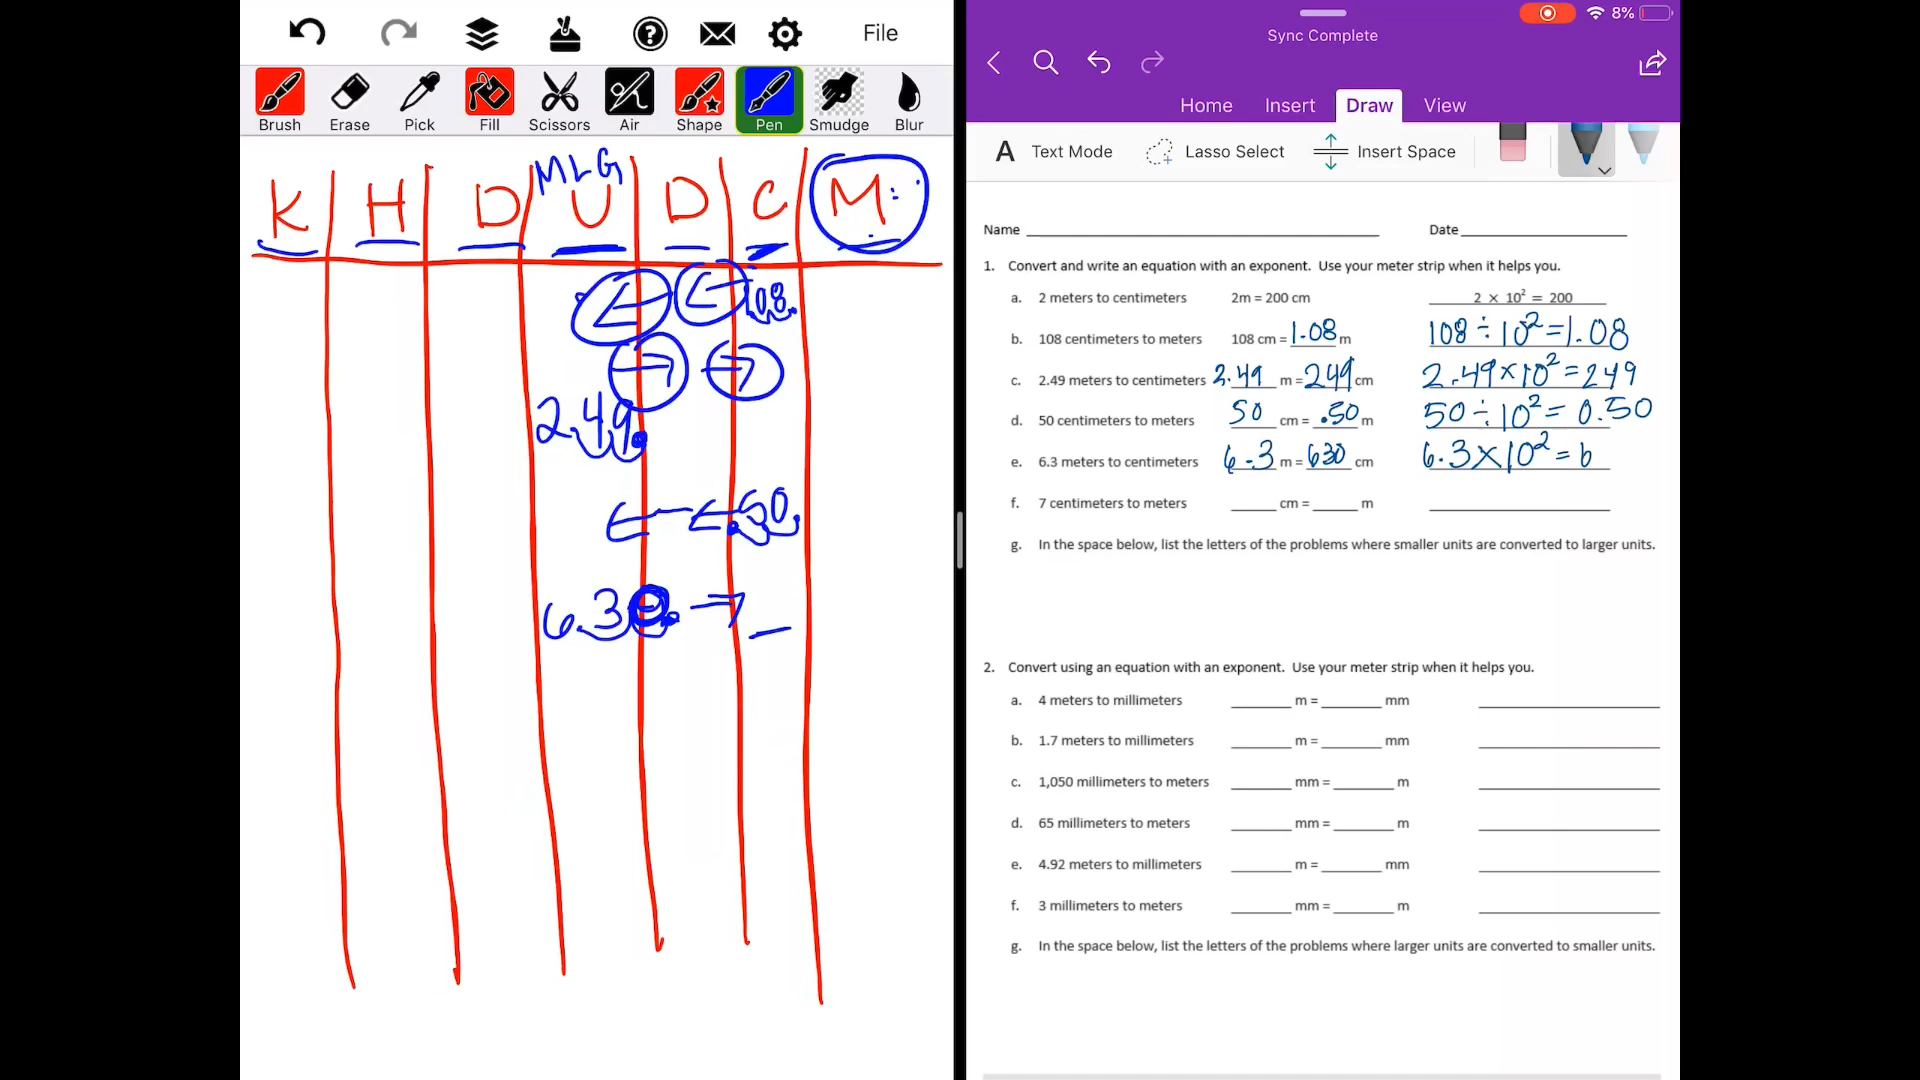 File
Brush Erase Pick Fill Scissors Air Shape Pen Smudge Blur
MLG
K H D U D C M
108.
2.49.
.50.
6.30.
8%
Sync Complete
Home Insert Draw View
A Text Mode Lasso Select Insert Space
Name Date
1. Convert and write an equation with an exponent. Use your meter strip when it helps you.
a. 2 meters to centimeters 2m = 200 cm 2 × 10² = 200
b. 108 centimeters to meters 108 cm = 1.08 m 108 ÷ 10² = 1.08
c. 2.49 meters to centimeters 2.49 m = 249 cm 2.49 × 10² = 249
d. 50 centimeters to meters 50 cm = .50 m 50 ÷ 10² = 0.50
e. 6.3 meters to centimeters 6.3 m = 630 cm 6.3 × 10² = 6
f. 7 centimeters to meters cm = m
g. In the space below, list the letters of the problems where smaller units are converted to larger units.
2. Convert using an equation with an exponent. Use your meter strip when it helps you.
a. 4 meters to millimeters m = mm
b. 1.7 meters to millimeters m = mm
c. 1,050 millimeters to meters mm = m
d. 65 millimeters to meters mm = m
e. 4.92 meters to millimeters m = mm
f. 3 millimeters to meters mm = m
g. In the space below, list the letters of the problems where larger units are converted to smaller units.